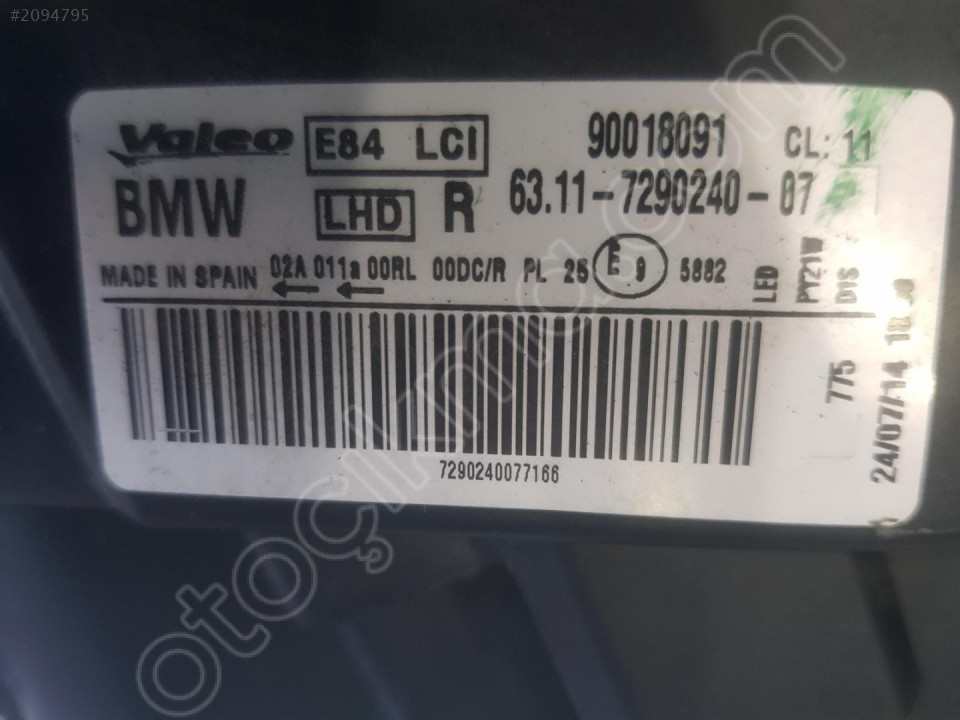 #2094795
Valeo E84 LCI 90018091 CL: 11
BMW LHD R 63.11-7290240-07
MADE IN SPAIN 02A 011a 00RL 00DC/R PL 25 E 9 5882
LED
PY21W
D1S
775
24/07/14
7290240077166
otoçıkma.com